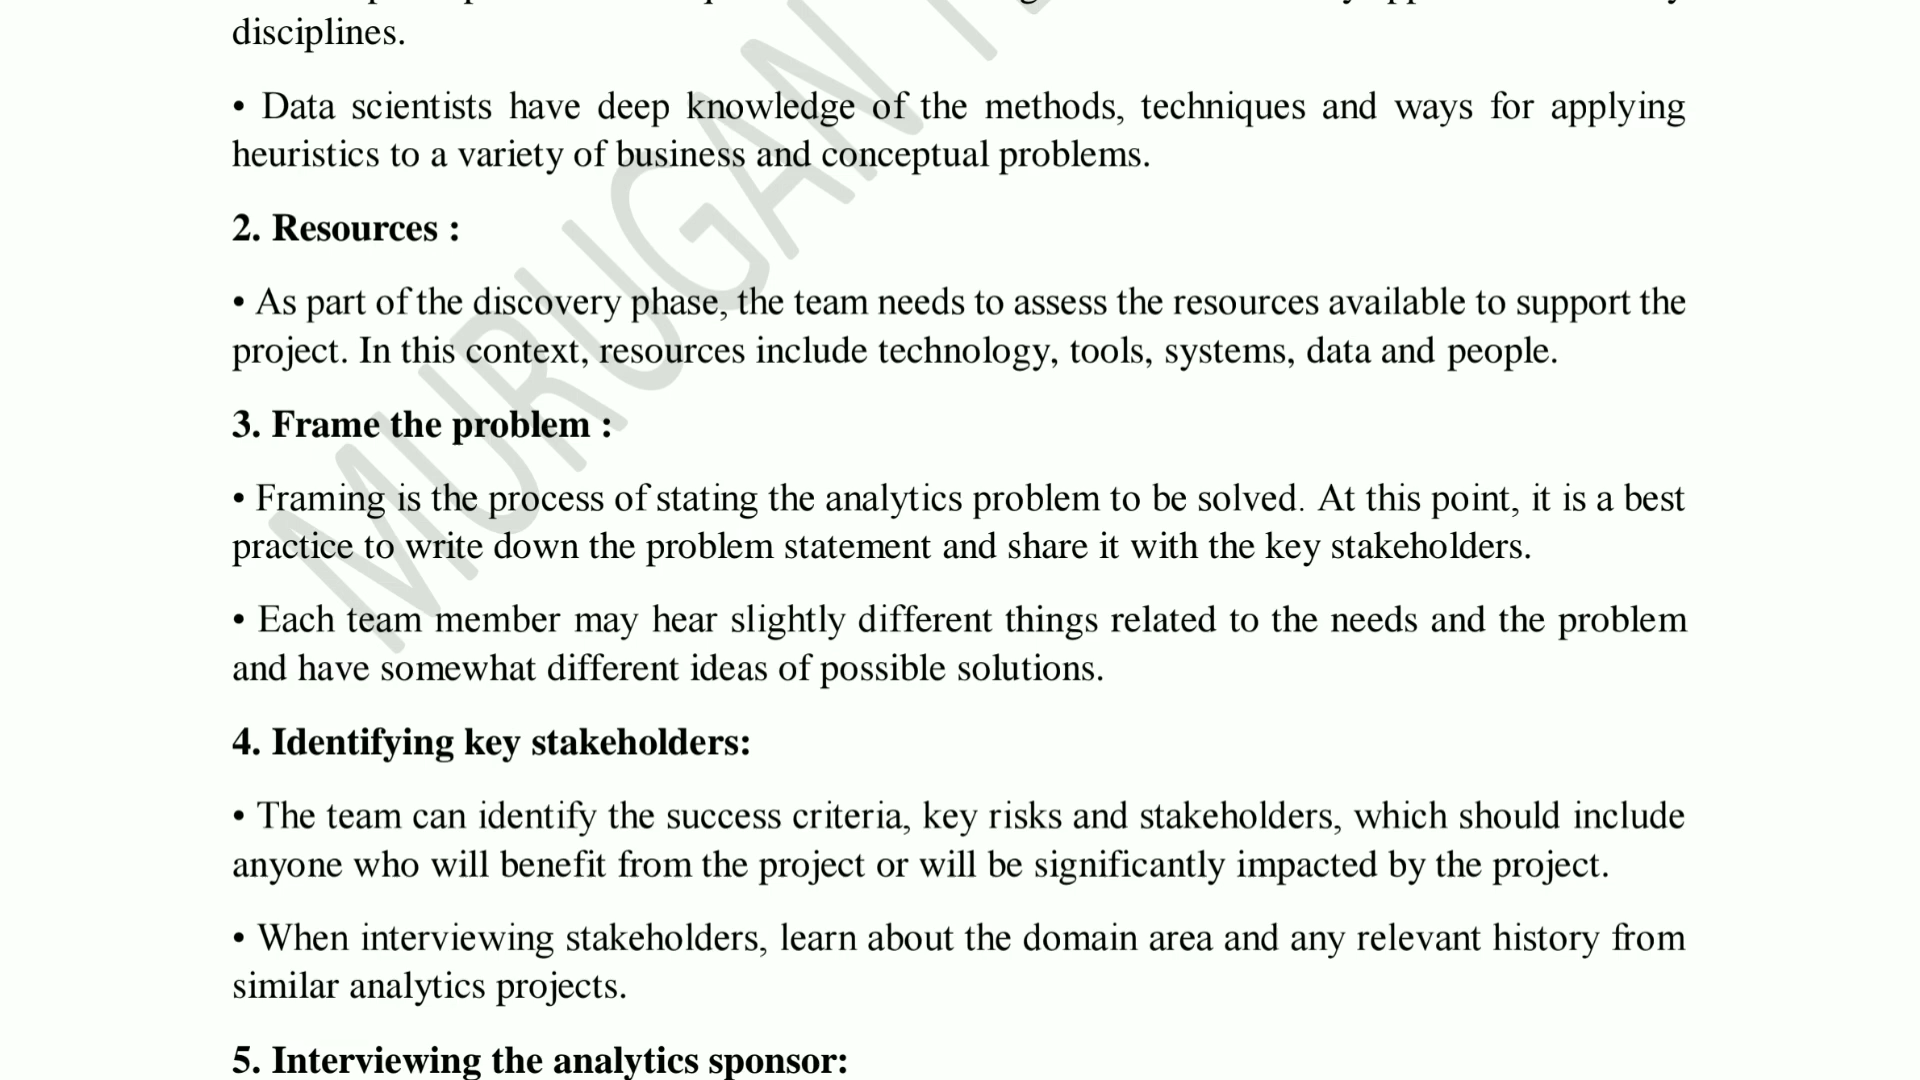 disciplines.
• Data scientists have deep knowledge of the methods, techniques and ways for applying
heuristics to a variety of business and conceptual problems.
2. Resources :
• As part of the discovery phase, the team needs to assess the resources available to support the
project. In this context, resources include technology, tools, systems, data and people.
3. Frame the problem :
• Framing is the process of stating the analytics problem to be solved. At this point, it is a best
practice to write down the problem statement and share it with the key stakeholders.
• Each team member may hear slightly different things related to the needs and the problem
and have somewhat different ideas of possible solutions.
4. Identifying key stakeholders:
• The team can identify the success criteria, key risks and stakeholders, which should include
anyone who will benefit from the project or will be significantly impacted by the project.
• When interviewing stakeholders, learn about the domain area and any relevant history from
similar analytics projects.
5. Interviewing the analytics sponsor:
MURUGAN